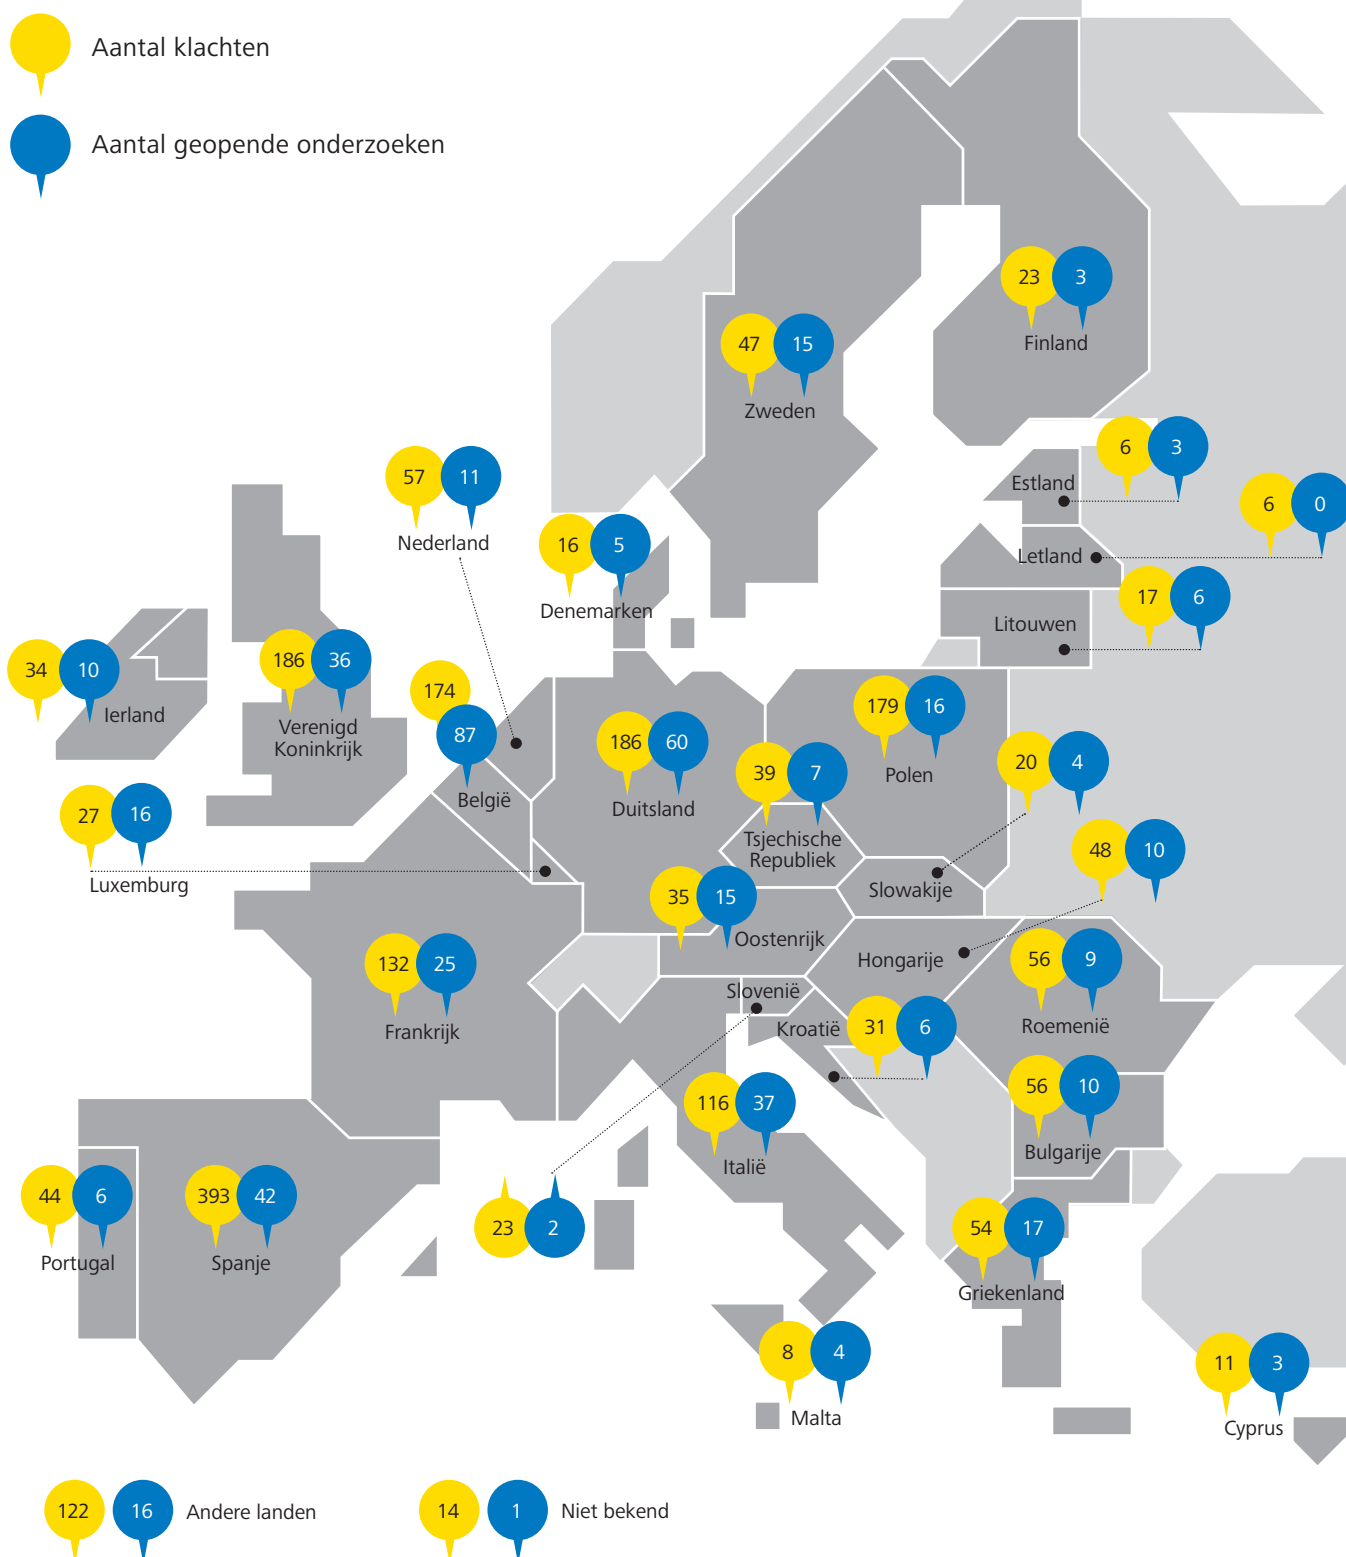 Aantal klachten
Aantal geopende onderzoeken
23 3
Finland
47 15
Zweden
6 3
Estland
6 0
Letland
17 6
Litouwen
57 11
Nederland
16 5
Denemarken
34 10
Ierland
186 36
Verenigd
Koninkrijk
174
87
België
186 60
Duitsland
179 16
Polen
39 7
Tsjechische
Republiek
20 4
Slowakije
27 16
Luxemburg
48 10
Hongarije
35 15
Oostenrijk
132 25
Frankrijk
56 9
Roemenië
Slovenië
23 2
Kroatië
31 6
56 10
Bulgarije
116 37
Italië
44 6
Portugal
393 42
Spanje
54 17
Griekenland
8 4
Malta
11 3
Cyprus
122 16 Andere landen
14 1 Niet bekend